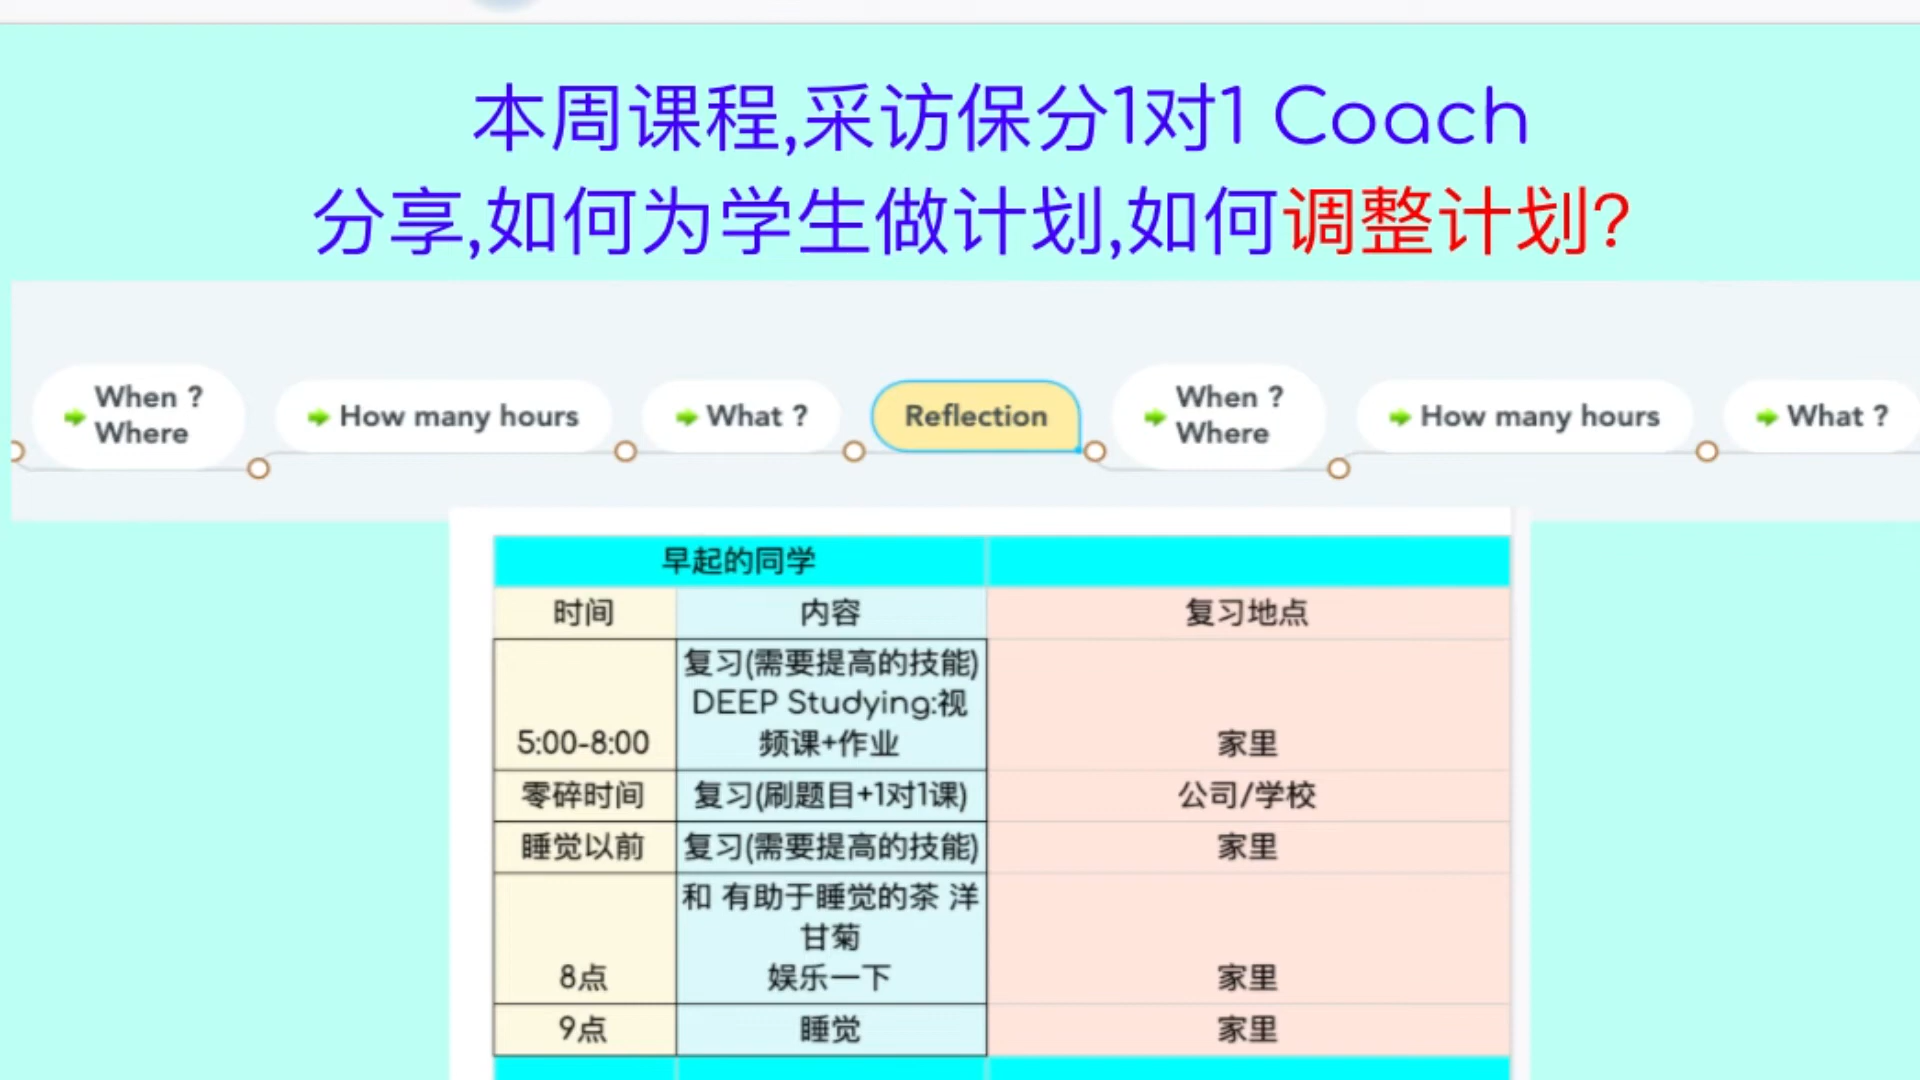 本周课程,采访保分1对1 Coach
分享,如何为学生做计划,如何调整计划?
When ?
Where
How many hours
What ?
Reflection
When ?
Where
How many hours
What ?
早起的同学
时间
内容
复习地点
5:00-8:00
复习(需要提高的技能)
DEEP Studying:视
频课+作业
家里
零碎时间
复习(刷题目+1对1课)
公司/学校
睡觉以前
复习(需要提高的技能)
家里
8点
和 有助于睡觉的茶 洋
甘菊
娱乐一下
家里
9点
睡觉
家里